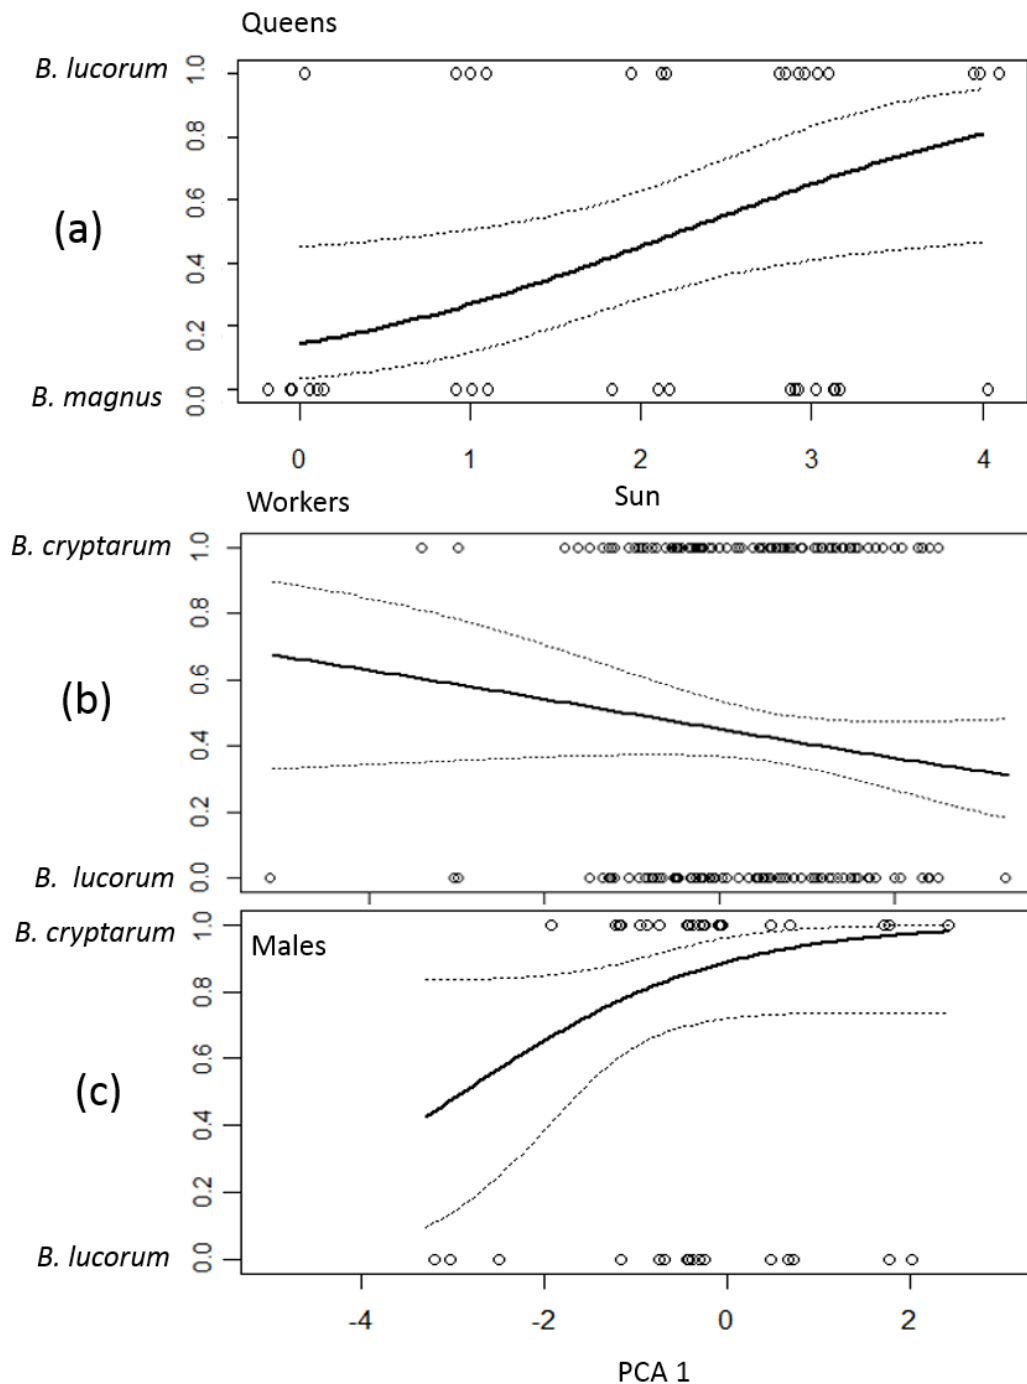 Queens
B. lucorum
1.0
0.8
0.6
(a)
0.4
0.2
B. magnus
0.0
0 1 2 3 4
Sun
Workers
B. cryptarum
1.0
0.8
0.6
(b)
0.4
0.2
B. lucorum
0.0
B. cryptarum
1.0
Males
0.8
0.6
(c)
0.4
0.2
B. lucorum
0.0
-4 -2 0 2
PCA 1